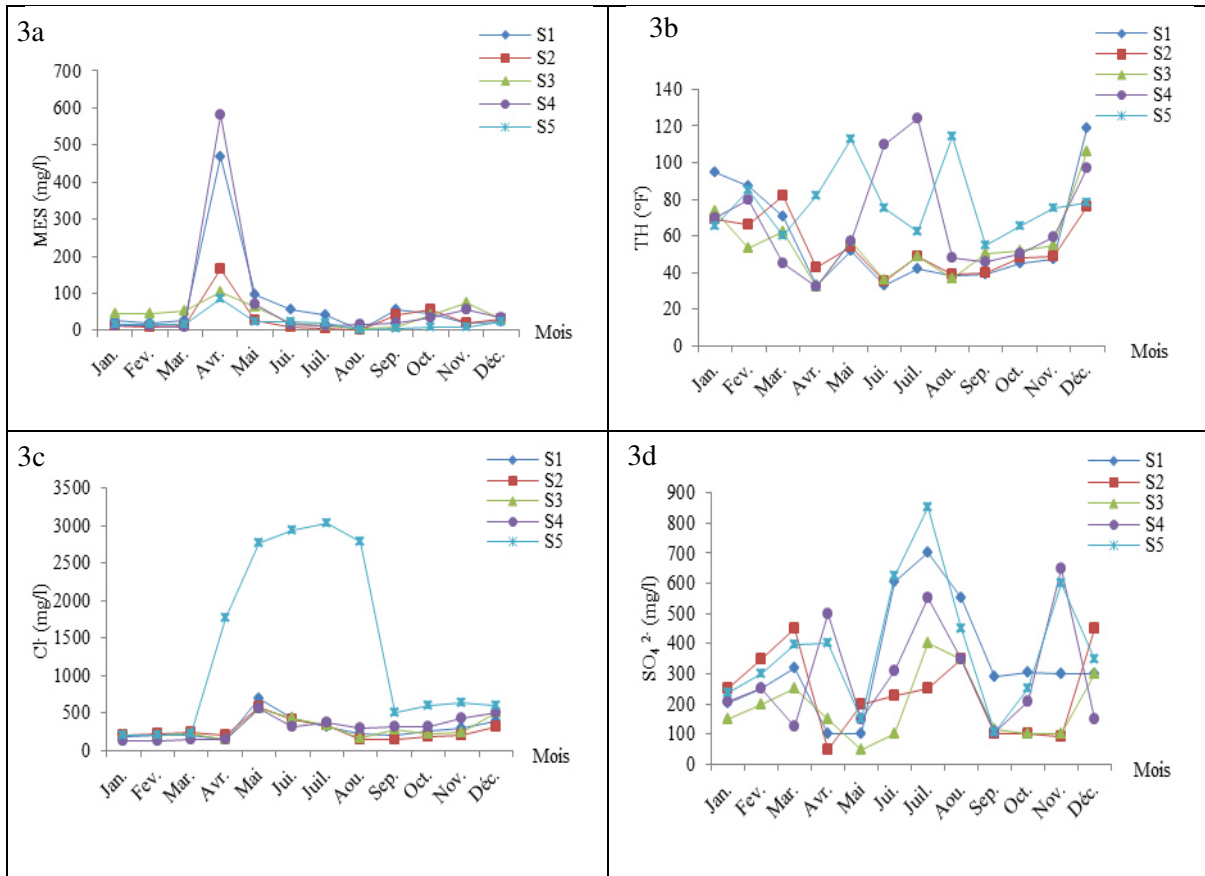 3a
S1
S2
S3
S4
S5
700
600
500
400
300
200
100
0
MES (mg/l)
Mois
Jan.
Fev.
Mar.
Avr.
Mai
Jui.
Juil.
Aou.
Sep.
Oct.
Nov.
Déc.
3b
S1
S2
S3
S4
S5
140
120
100
80
60
40
20
0
TH (°F)
Mois
Jan.
Fev.
Mar.
Avr.
Mai
Jui.
Juil.
Aou.
Sep.
Oct.
Nov.
Déc.
3c
S1
S2
S3
S4
S5
3500
3000
2500
2000
1500
1000
500
0
Cl⁻ (mg/l)
Mois
Jan.
Fev.
Mar.
Avr.
Mai
Jui.
Juil.
Aou.
Sep.
Oct.
Nov.
Déc.
3d
S1
S2
S3
S4
S5
900
800
700
600
500
400
300
200
100
0
SO₄ ²⁻ (mg/l)
Mois
Jan.
Fev.
Mar.
Avr.
Mai
Jui.
Juil.
Aou.
Sep.
Oct.
Nov.
Déc.